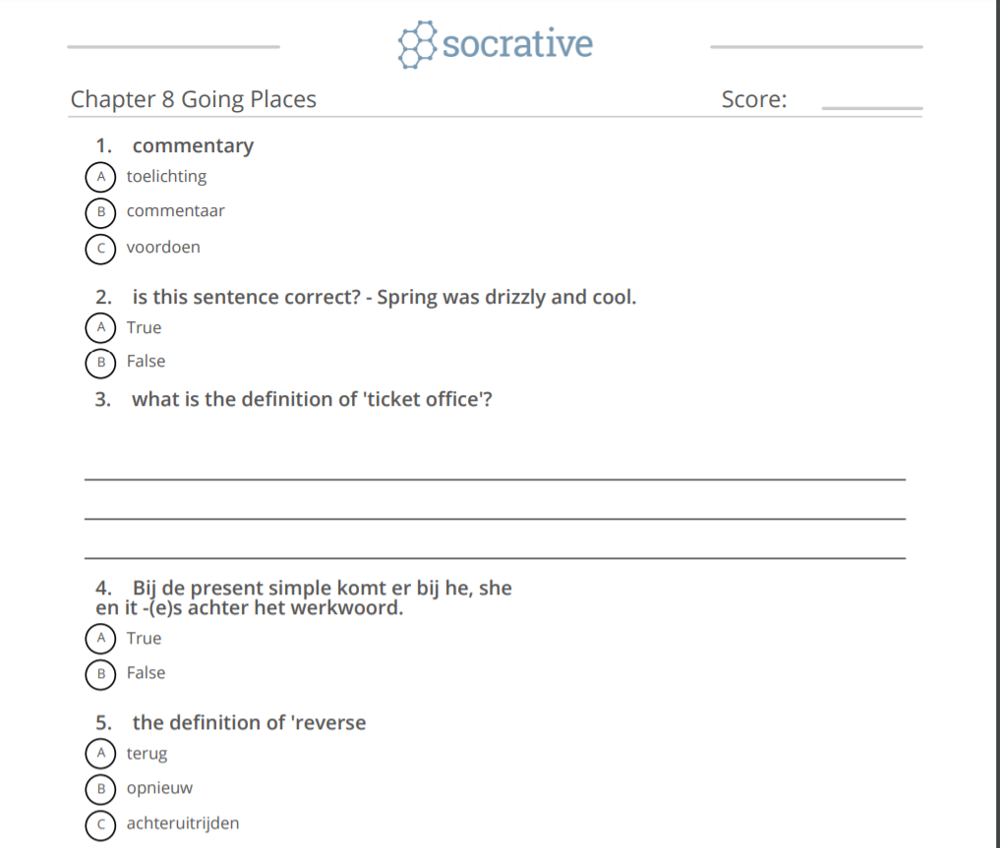 socrative
Chapter 8 Going Places Score:
1. commentary
A toelichting
B commentaar
C voordoen
2. is this sentence correct? - Spring was drizzly and cool.
A True
B False
3. what is the definition of 'ticket office'?
4. Bij de present simple komt er bij he, she
en it -(e)s achter het werkwoord.
A True
B False
5. the definition of 'reverse
A terug
B opnieuw
C achteruitrijden